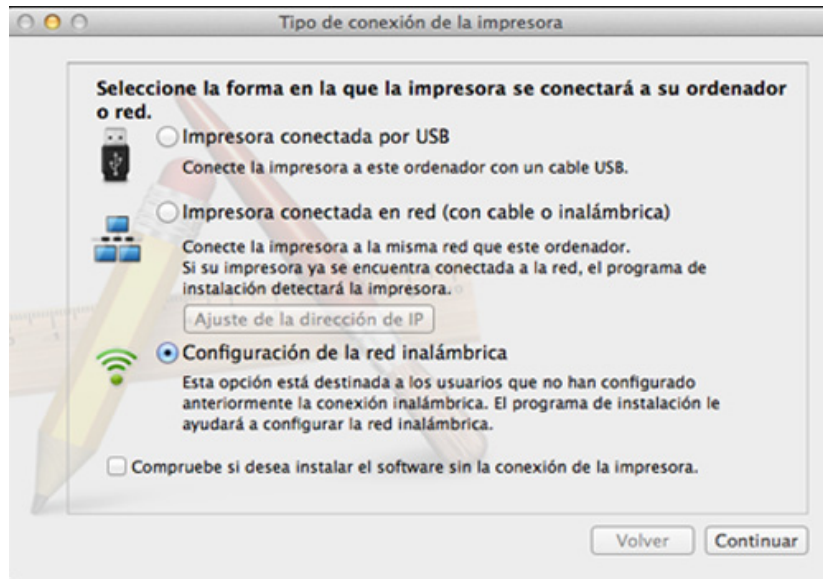 Tipo de conexión de la impresora
Seleccione la forma en la que la impresora se conectará a su ordenador
o red.
Impresora conectada por USB
Conecte la impresora a este ordenador con un cable USB.
Impresora conectada en red (con cable o inalámbrica)
Conecte la impresora a la misma red que este ordenador.
Si su impresora ya se encuentra conectada a la red, el programa de
instalación detectará la impresora.
Ajuste de la dirección de IP
Configuración de la red inalámbrica
Esta opción está destinada a los usuarios que no han configurado
anteriormente la conexión inalámbrica. El programa de instalación le
ayudará a configurar la red inalámbrica.
Compruebe si desea instalar el software sin la conexión de la impresora.
Volver
Continuar